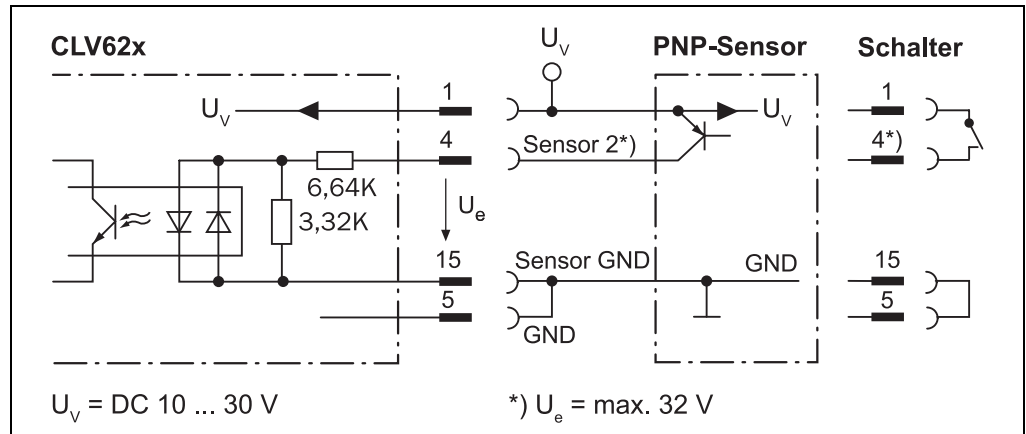 CLV62x
U_V
PNP-Sensor
Schalter
U_V
1
U_V
1
4
Sensor 2*)
4*)
6,64K
3,32K
U_e
15
Sensor GND
GND
15
5
5
GND
U_V = DC 10 ... 30 V
*) U_e = max. 32 V